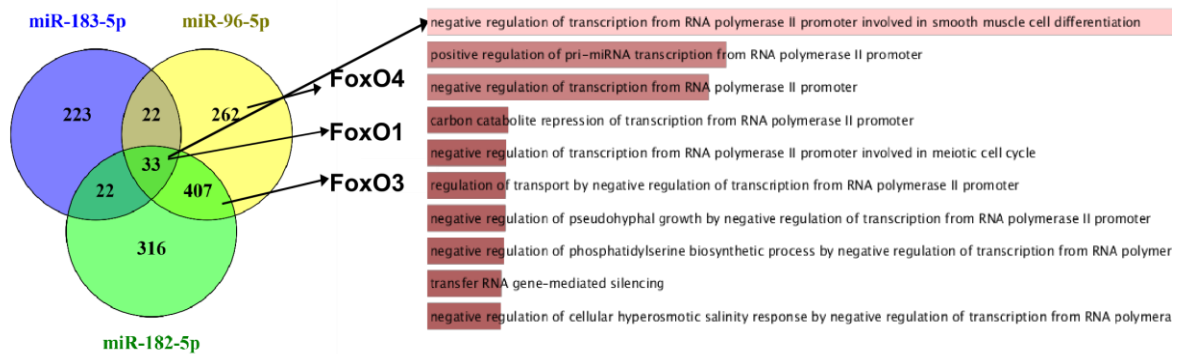 miR-183-5p
miR-96-5p
223
22
262
33
22
407
316
miR-182-5p
FoxO4
FoxO1
FoxO3
negative regulation of transcription from RNA polymerase II promoter involved in smooth muscle cell differentiation
positive regulation of pri-miRNA transcription from RNA polymerase II promoter
negative regulation of transcription from RNA polymerase II promoter
carbon catabolite repression of transcription from RNA polymerase II promoter
negative regulation of transcription from RNA polymerase II promoter involved in meiotic cell cycle
regulation of transport by negative regulation of transcription from RNA polymerase II promoter
negative regulation of pseudohyphal growth by negative regulation of transcription from RNA polymerase II promoter
negative regulation of phosphatidylserine biosynthetic process by negative regulation of transcription from RNA polymer
transfer RNA gene-mediated silencing
negative regulation of cellular hyperosmotic salinity response by negative regulation of transcription from RNA polymera